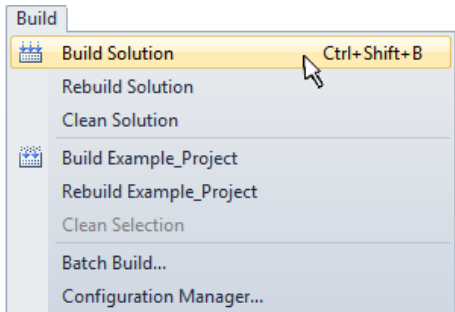 Build
Build Solution Ctrl+Shift+B
Rebuild Solution
Clean Solution
Build Example_Project
Rebuild Example_Project
Clean Selection
Batch Build...
Configuration Manager...